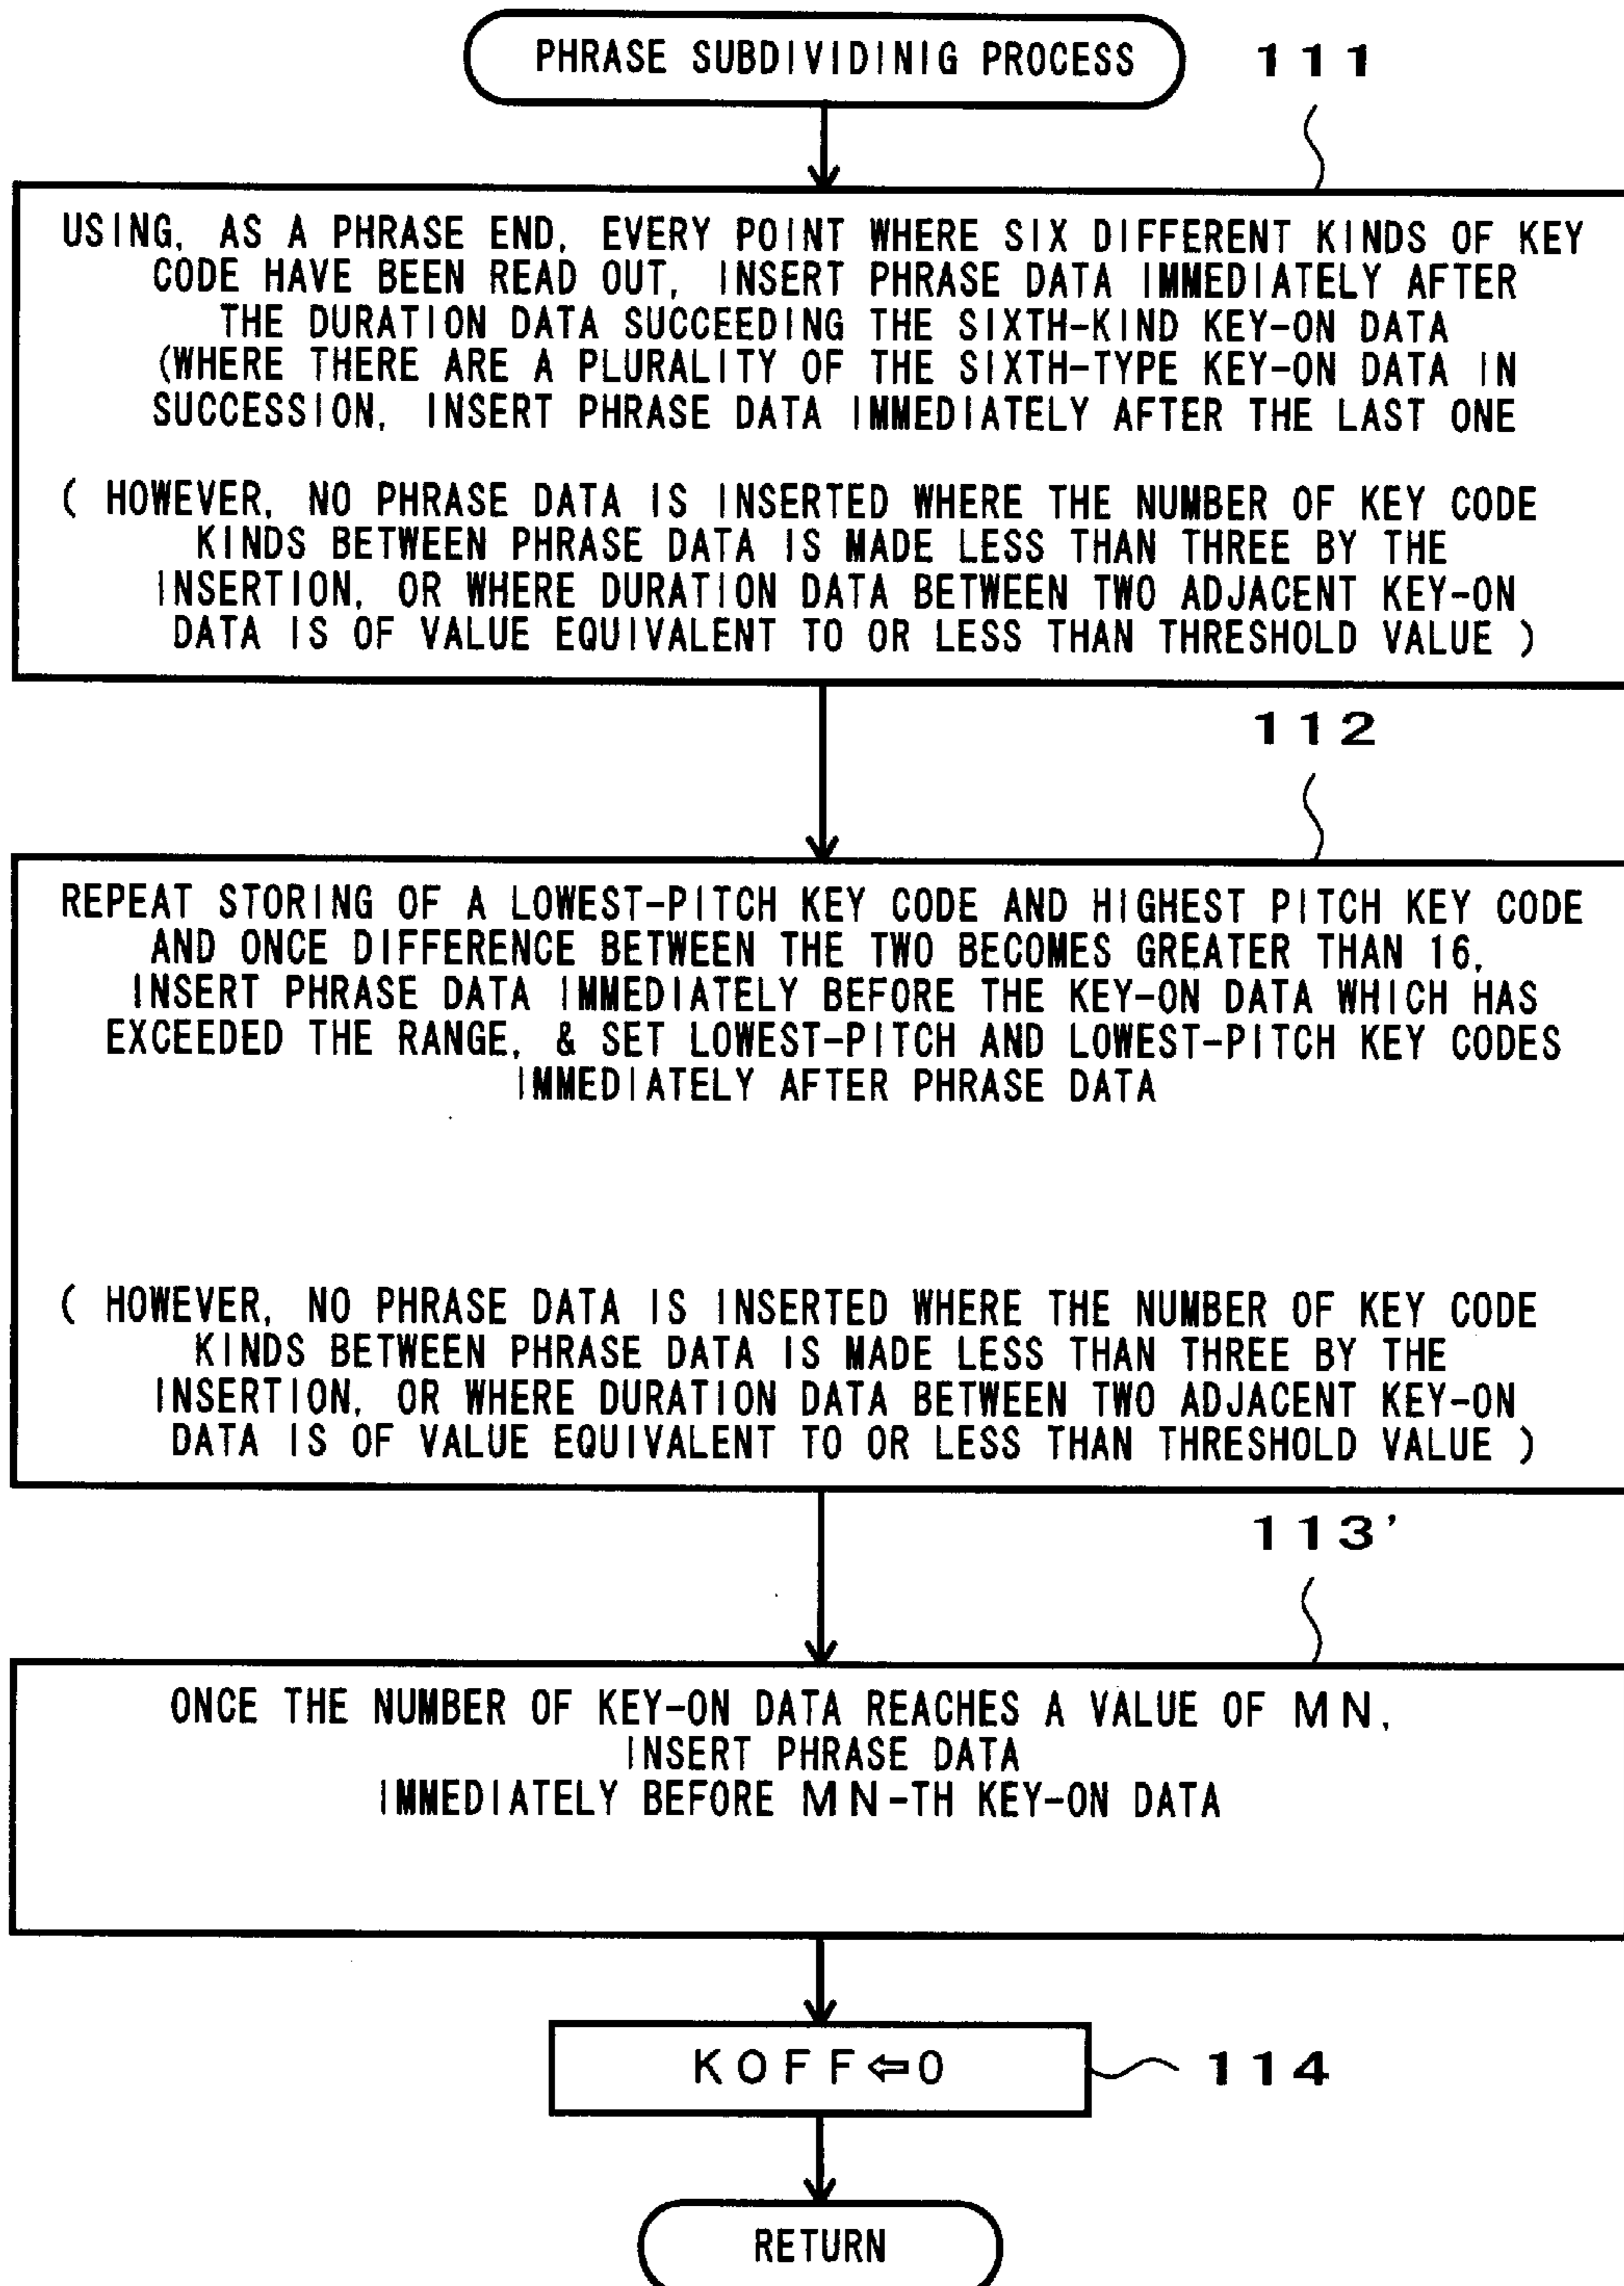 PHRASE SUBDIVIDINIG PROCESS
111
USING, AS A PHRASE END, EVERY POINT WHERE SIX DIFFERENT KINDS OF KEY
CODE HAVE BEEN READ OUT, INSERT PHRASE DATA IMMEDIATELY AFTER
THE DURATION DATA SUCCEEDING THE SIXTH-KIND KEY-ON DATA
(WHERE THERE ARE A PLURALITY OF THE SIXTH-TYPE KEY-ON DATA IN
SUCCESSION, INSERT PHRASE DATA IMMEDIATELY AFTER THE LAST ONE
( HOWEVER, NO PHRASE DATA IS INSERTED WHERE THE NUMBER OF KEY CODE
KINDS BETWEEN PHRASE DATA IS MADE LESS THAN THREE BY THE
INSERTION, OR WHERE DURATION DATA BETWEEN TWO ADJACENT KEY-ON
DATA IS OF VALUE EQUIVALENT TO OR LESS THAN THRESHOLD VALUE )
112
REPEAT STORING OF A LOWEST-PITCH KEY CODE AND HIGHEST PITCH KEY CODE
AND ONCE DIFFERENCE BETWEEN THE TWO BECOMES GREATER THAN 16,
INSERT PHRASE DATA IMMEDIATELY BEFORE THE KEY-ON DATA WHICH HAS
EXCEEDED THE RANGE, & SET LOWEST-PITCH AND LOWEST-PITCH KEY CODES
IMMEDIATELY AFTER PHRASE DATA
( HOWEVER, NO PHRASE DATA IS INSERTED WHERE THE NUMBER OF KEY CODE
KINDS BETWEEN PHRASE DATA IS MADE LESS THAN THREE BY THE
INSERTION, OR WHERE DURATION DATA BETWEEN TWO ADJACENT KEY-ON
DATA IS OF VALUE EQUIVALENT TO OR LESS THAN THRESHOLD VALUE )
113'
ONCE THE NUMBER OF KEY-ON DATA REACHES A VALUE OF MN,
INSERT PHRASE DATA
IMMEDIATELY BEFORE MN-TH KEY-ON DATA
KOFF⇦0
114
RETURN